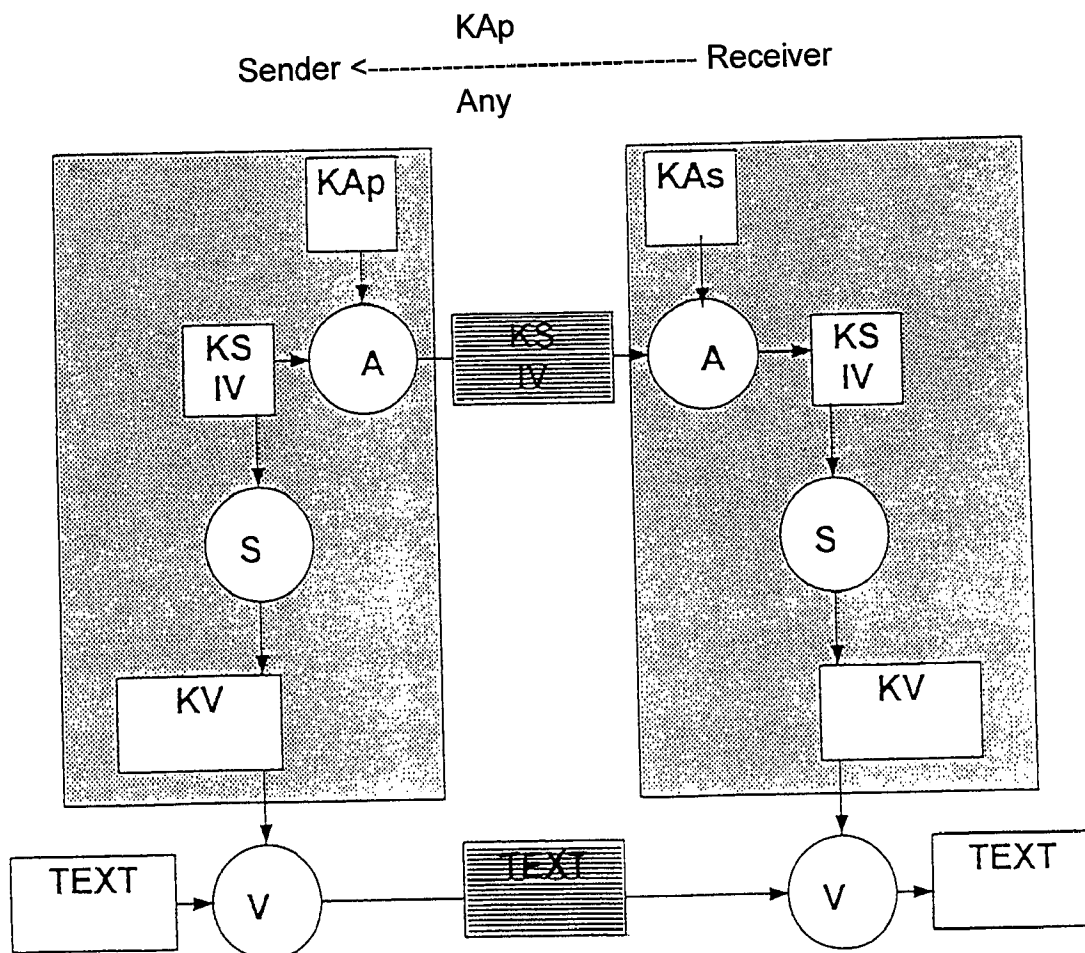 KAp
Sender <-------------------------------- Receiver
Any
KAp
KAs
KS
IV
A
KS
IV
A
KS
IV
S
S
KV
KV
TEXT
V
TEXT
V
TEXT